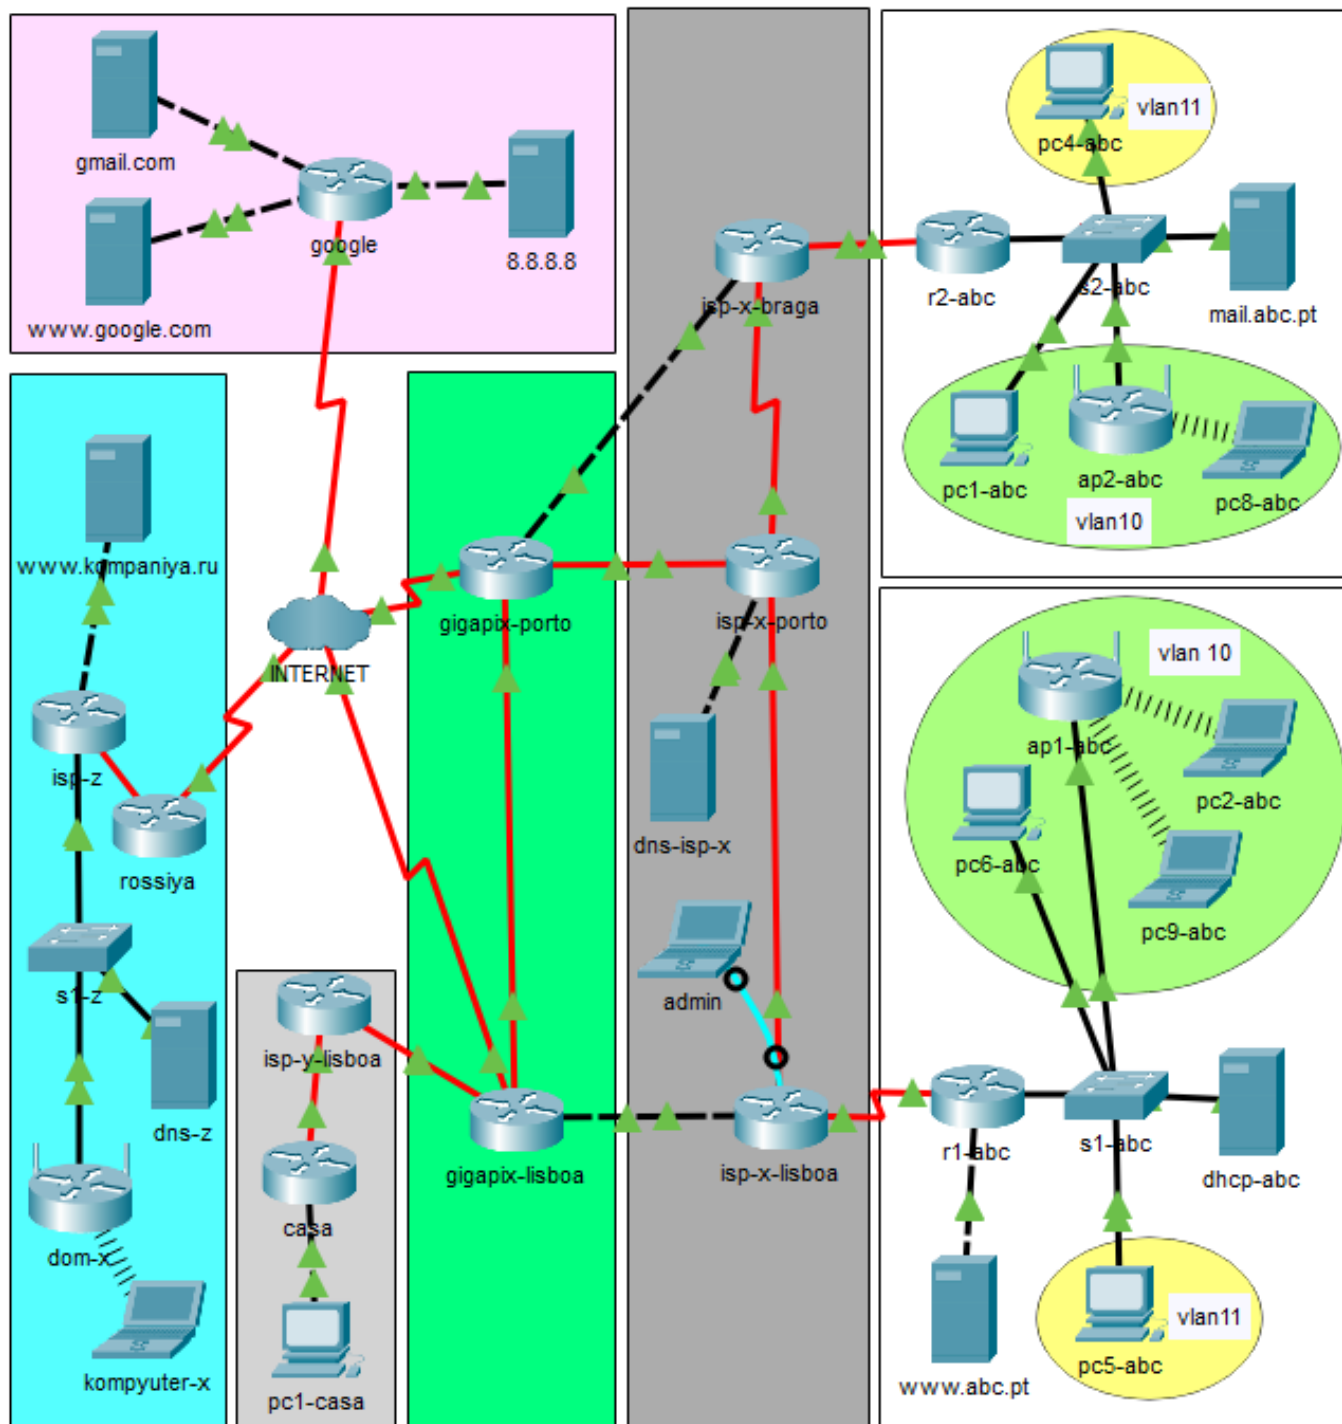 gmail.com
www.google.com
google
8.8.8.8
www.kompaniya.ru
isp-z
rossiya
s1-z
dns-z
dom-x
kompyuter-x
INTERNET
isp-y-lisboa
casa
pc1-casa
gigapix-porto
gigapix-lisboa
isp-x-braga
isp-x-porto
dns-isp-x
admin
isp-x-lisboa
pc4-abc
vlan11
r2-abc
s2-abc
mail.abc.pt
pc1-abc
ap2-abc
pc8-abc
vlan10
vlan 10
ap1-abc
pc2-abc
pc6-abc
pc9-abc
r1-abc
s1-abc
dhcp-abc
www.abc.pt
pc5-abc
vlan11